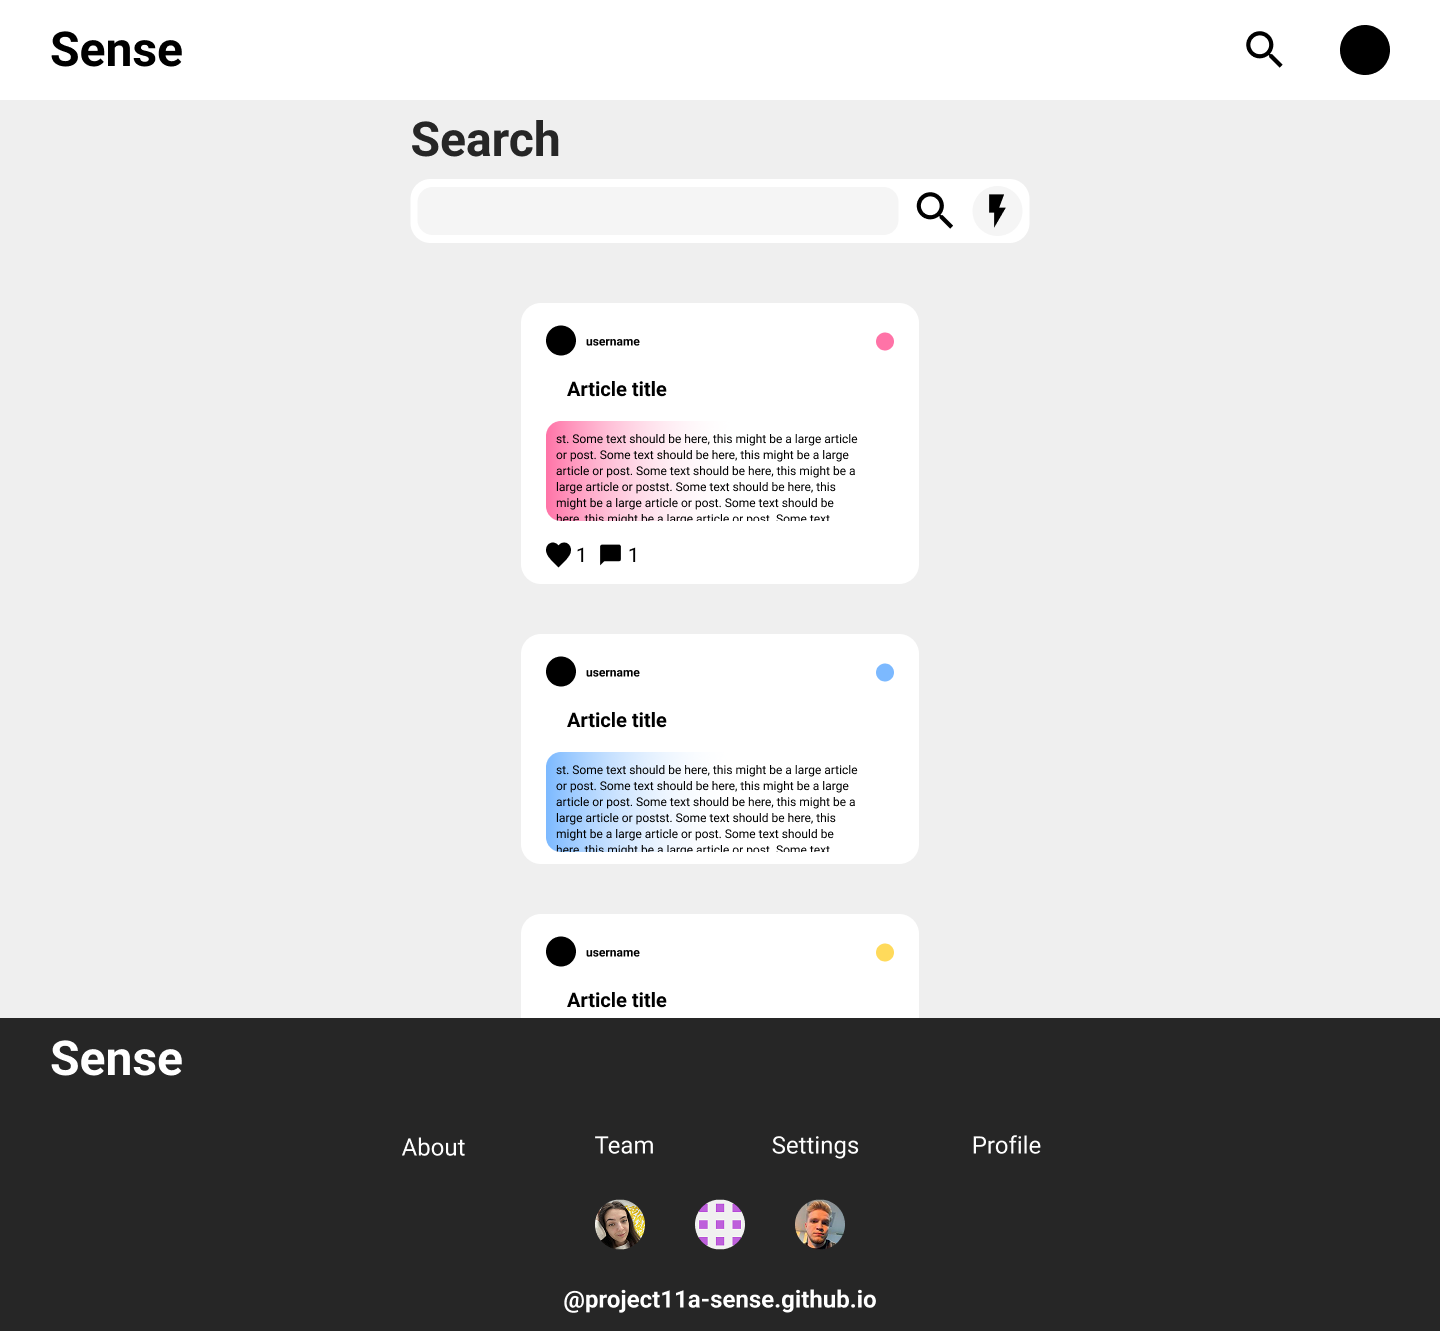 Sense
Search
username
Article title
st. Some text should be here, this might be a large article
or post. Some text should be here, this might be a large
article or post. Some text should be here, this might be a
large article or postst. Some text should be here, this
might be a large article or post. Some text should be
here, this might be a large article or post. Some text
1 1
username
Article title
st. Some text should be here, this might be a large article
or post. Some text should be here, this might be a large
article or post. Some text should be here, this might be a
large article or postst. Some text should be here, this
might be a large article or post. Some text should be
here, this might be a large article or post. Some text
username
Article title
Sense
About Team Settings Profile
@project11a-sense.github.io